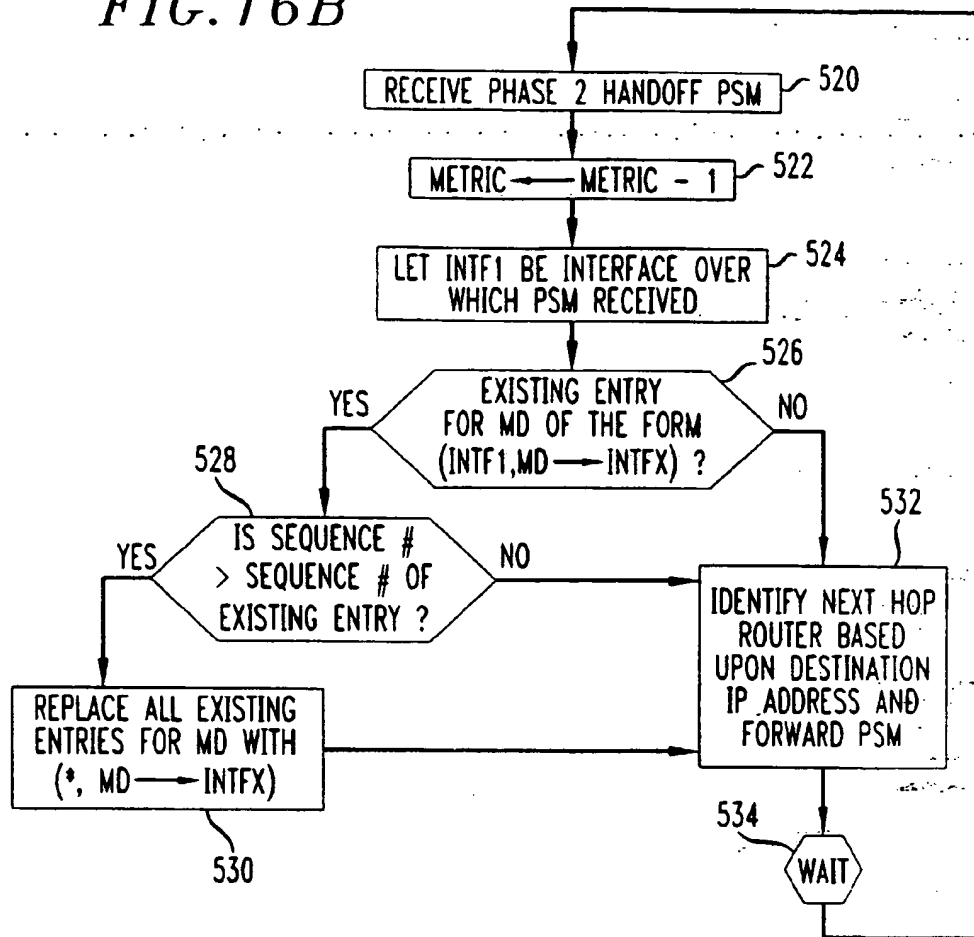 FIG. 16B
RECEIVE PHASE 2 HANDOFF PSM
520
METRIC ← METRIC - 1
522
LET INTF1 BE INTERFACE OVER
WHICH PSM RECEIVED
524
EXISTING ENTRY
FOR MD OF THE FORM
(INTF1,MD → INTFX) ?
526
YES
NO
528
IS SEQUENCE #
> SEQUENCE # OF
EXISTING ENTRY ?
YES
NO
532
IDENTIFY NEXT HOP
ROUTER BASED
UPON DESTINATION
IP ADDRESS AND
FORWARD PSM
REPLACE ALL EXISTING
ENTRIES FOR MD WITH
(*, MD → INTFX)
530
534
WAIT